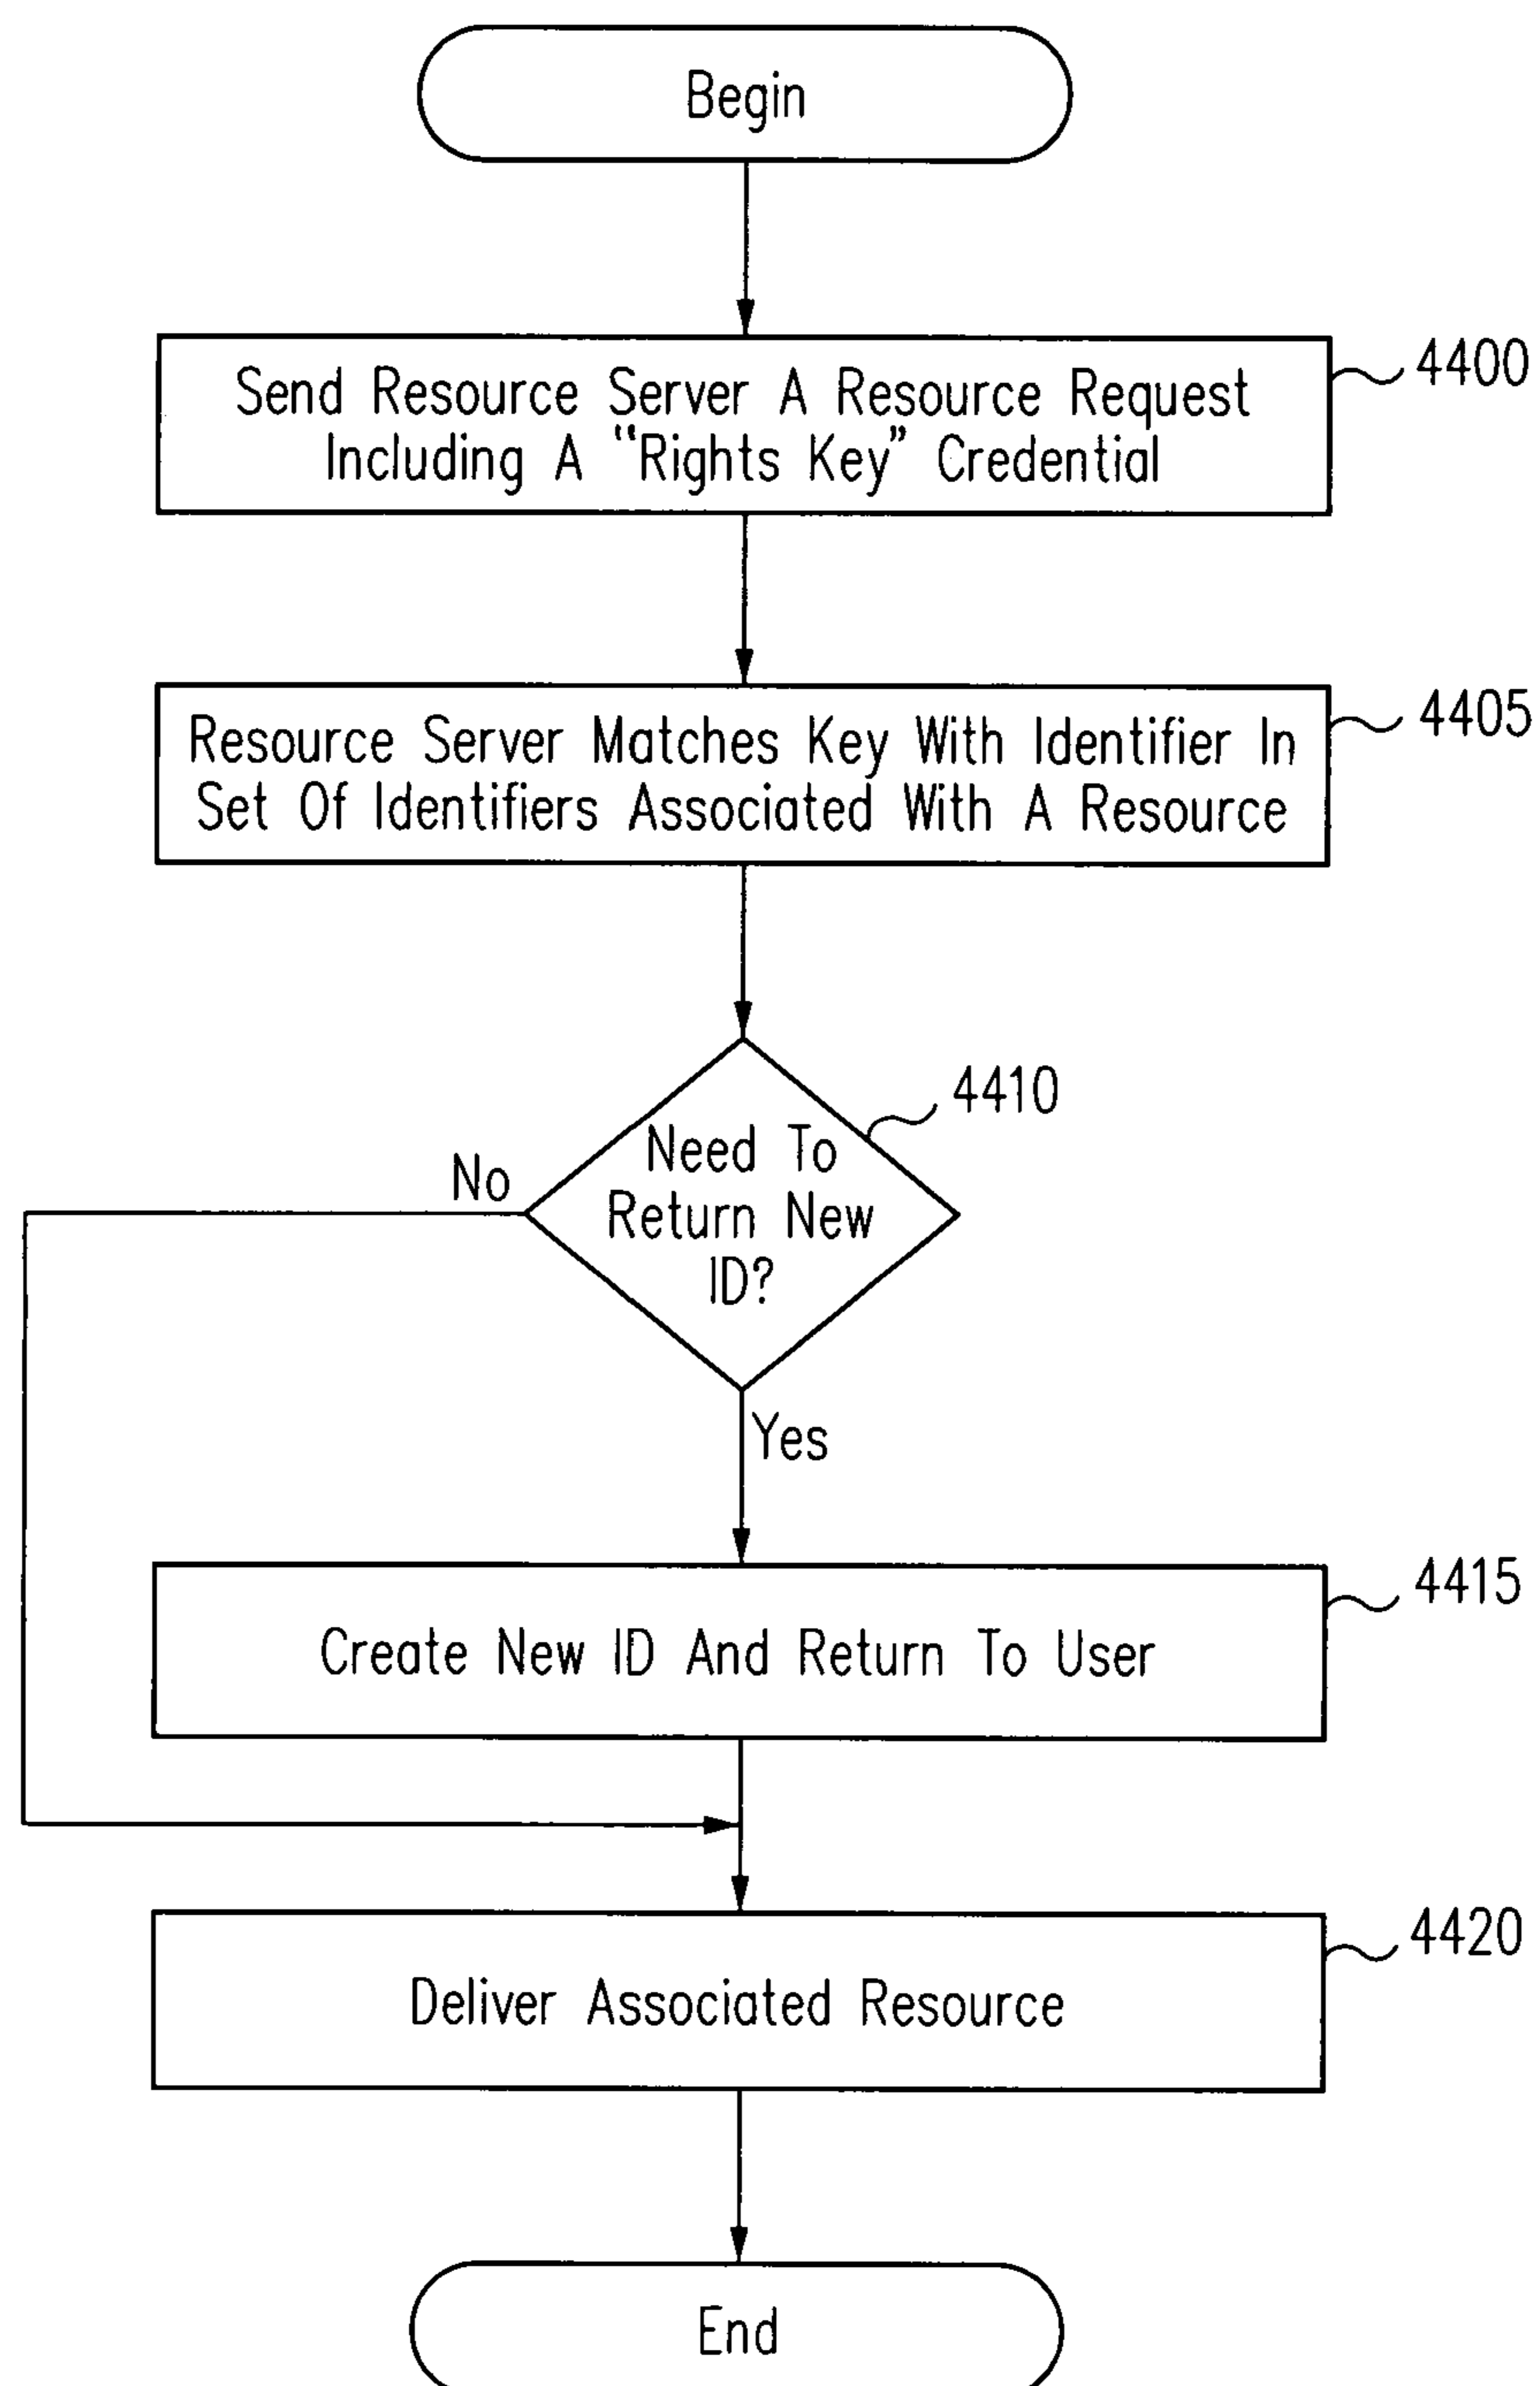 Begin
4400
Send Resource Server A Resource Request
Including A "Rights Key" Credential
4405
Resource Server Matches Key With Identifier In
Set Of Identifiers Associated With A Resource
4410
Need To
Return New
ID?
No
Yes
4415
Create New ID And Return To User
4420
Deliver Associated Resource
End